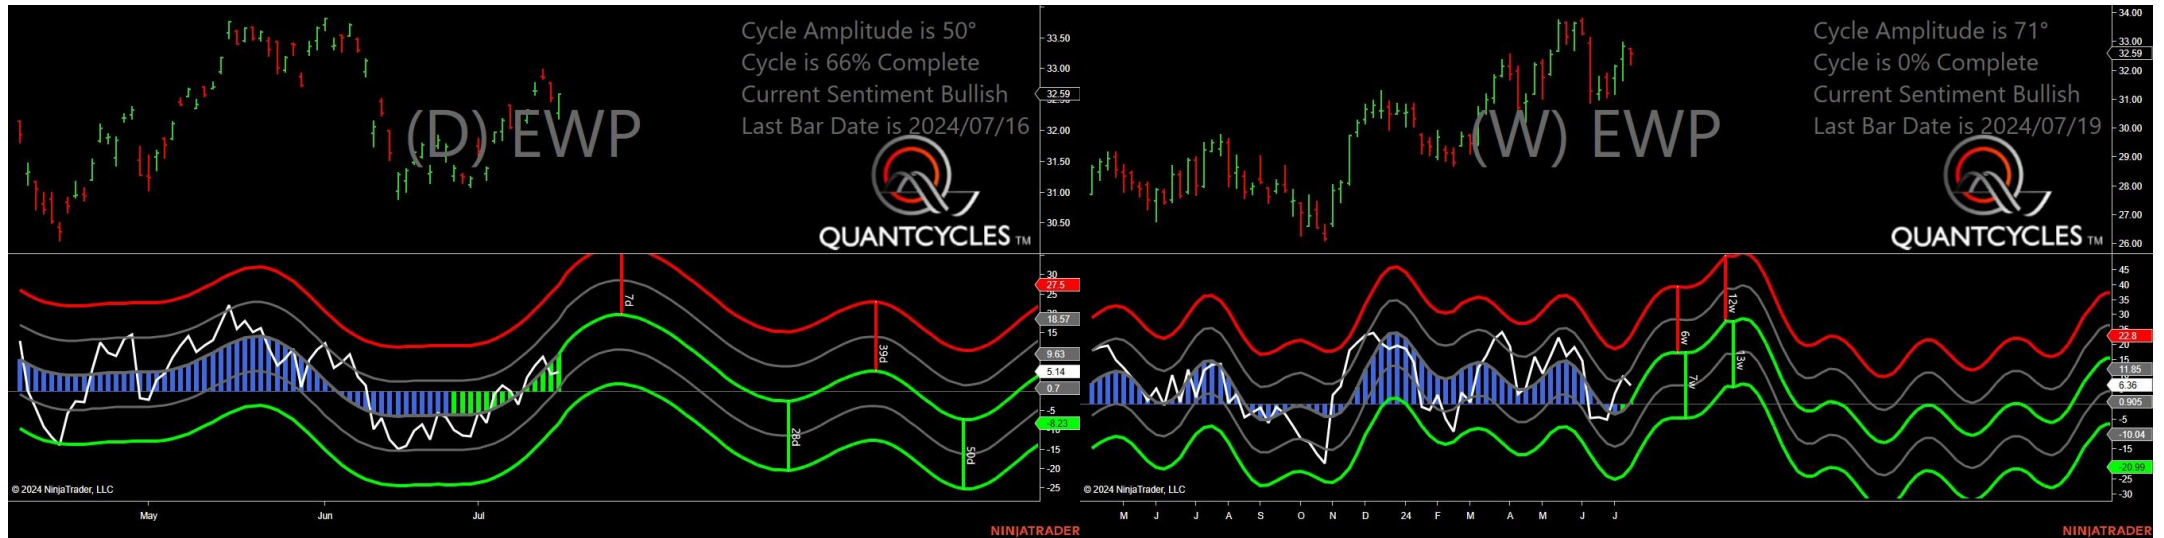 Cycle Amplitude is 50°
Cycle is 66% Complete
Current Sentiment Bullish
Last Bar Date is 2024/07/16
(D) EWP
QUANTCYCLES TM
33.50
33.00
32.59
32.00
31.50
31.00
30.50
30
27.5
25
18.57
15
9.63
5.14
0.7
-5
-8.23
-15
-20
-25
7d
39d
28d
50d
© 2024 NinjaTrader, LLC
May
Jun
Jul
NINJATRADER
Cycle Amplitude is 71°
Cycle is 0% Complete
Current Sentiment Bullish
Last Bar Date is 2024/07/19
(W) EWP
QUANTCYCLES TM
34.00
33.00
32.59
32.00
31.00
30.00
29.00
28.00
27.00
26.00
45
40
35
30
22.8
20
15
11.85
6.36
0.905
-5
-10.04
-15
-20.99
-25
-30
6w
7w
12w
13w
© 2024 NinjaTrader, LLC
M J J A S O N D 24 F M A M J J
NINJATRADER